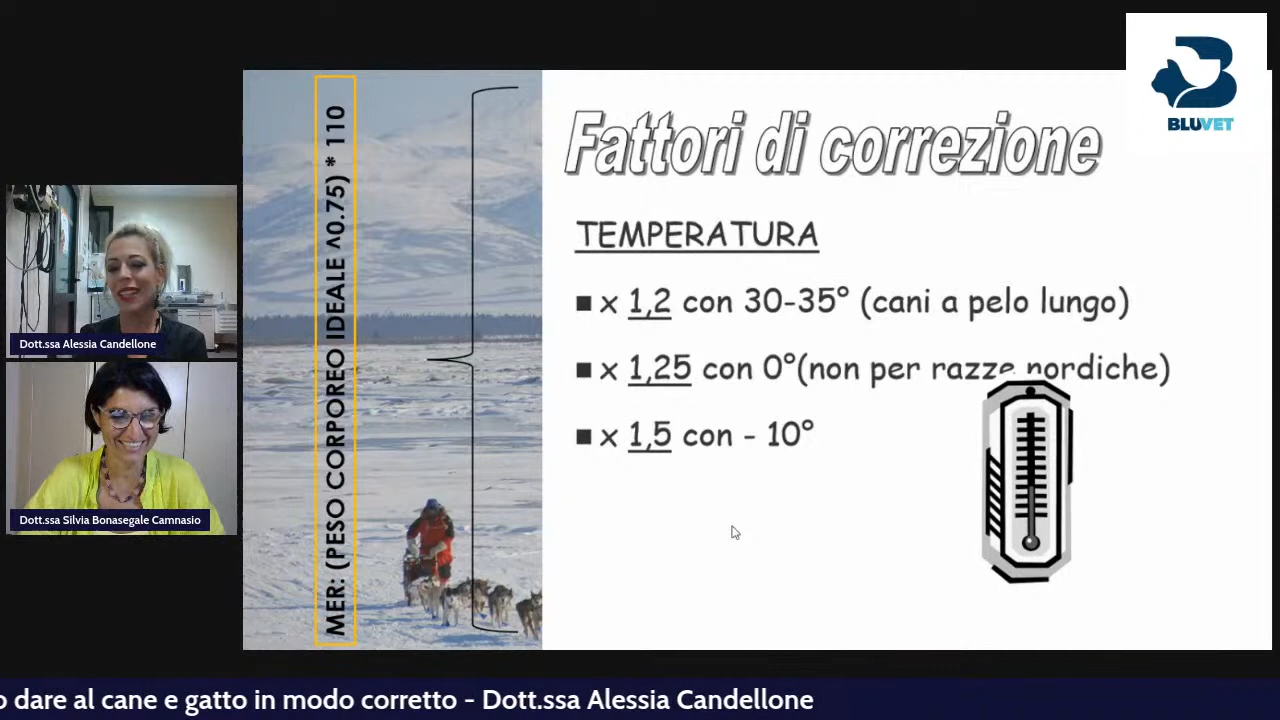 BLUVET
Fattori di correzione
MER: (PESO CORPOREO IDEALE ^0.75) * 110
TEMPERATURA
■ x 1,2 con 30-35° (cani a pelo lungo)
■ x 1,25 con 0°(non per razze nordiche)
■ x 1,5 con - 10°
Dott.ssa Alessia Candellone
Dott.ssa Silvia Bonasegale Camnasio
o dare al cane e gatto in modo corretto - Dott.ssa Alessia Candellone